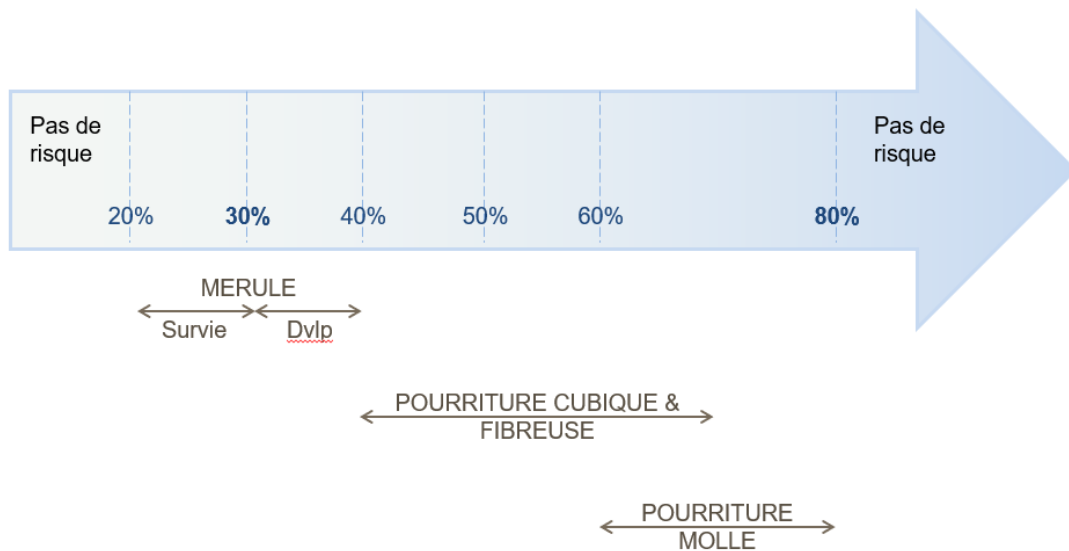 Pas de
risque
Pas de
risque
20%
30%
40%
50%
60%
80%
MERULE
Survie
Dvlp
POURRITURE CUBIQUE &
FIBREUSE
POURRITURE
MOLLE